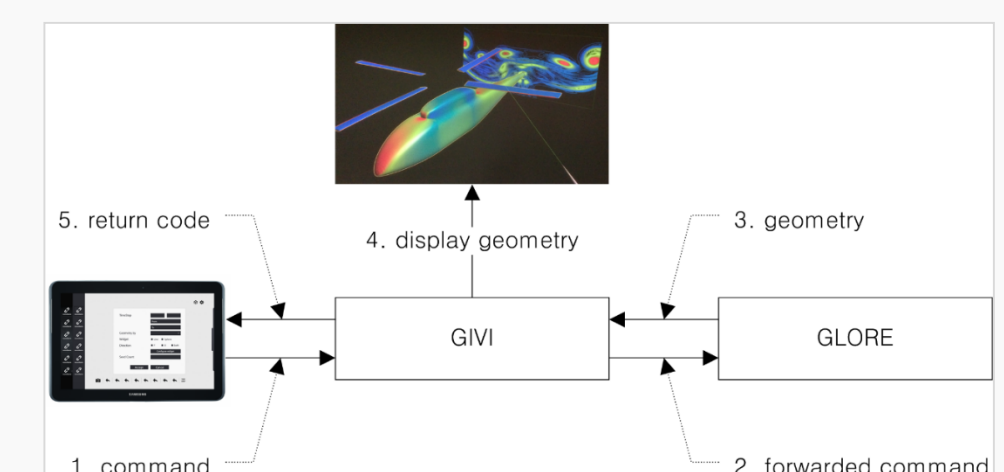 5. return code
3. geometry
4. display geometry
GIVI
GLORE
1. command
2. forwarded command